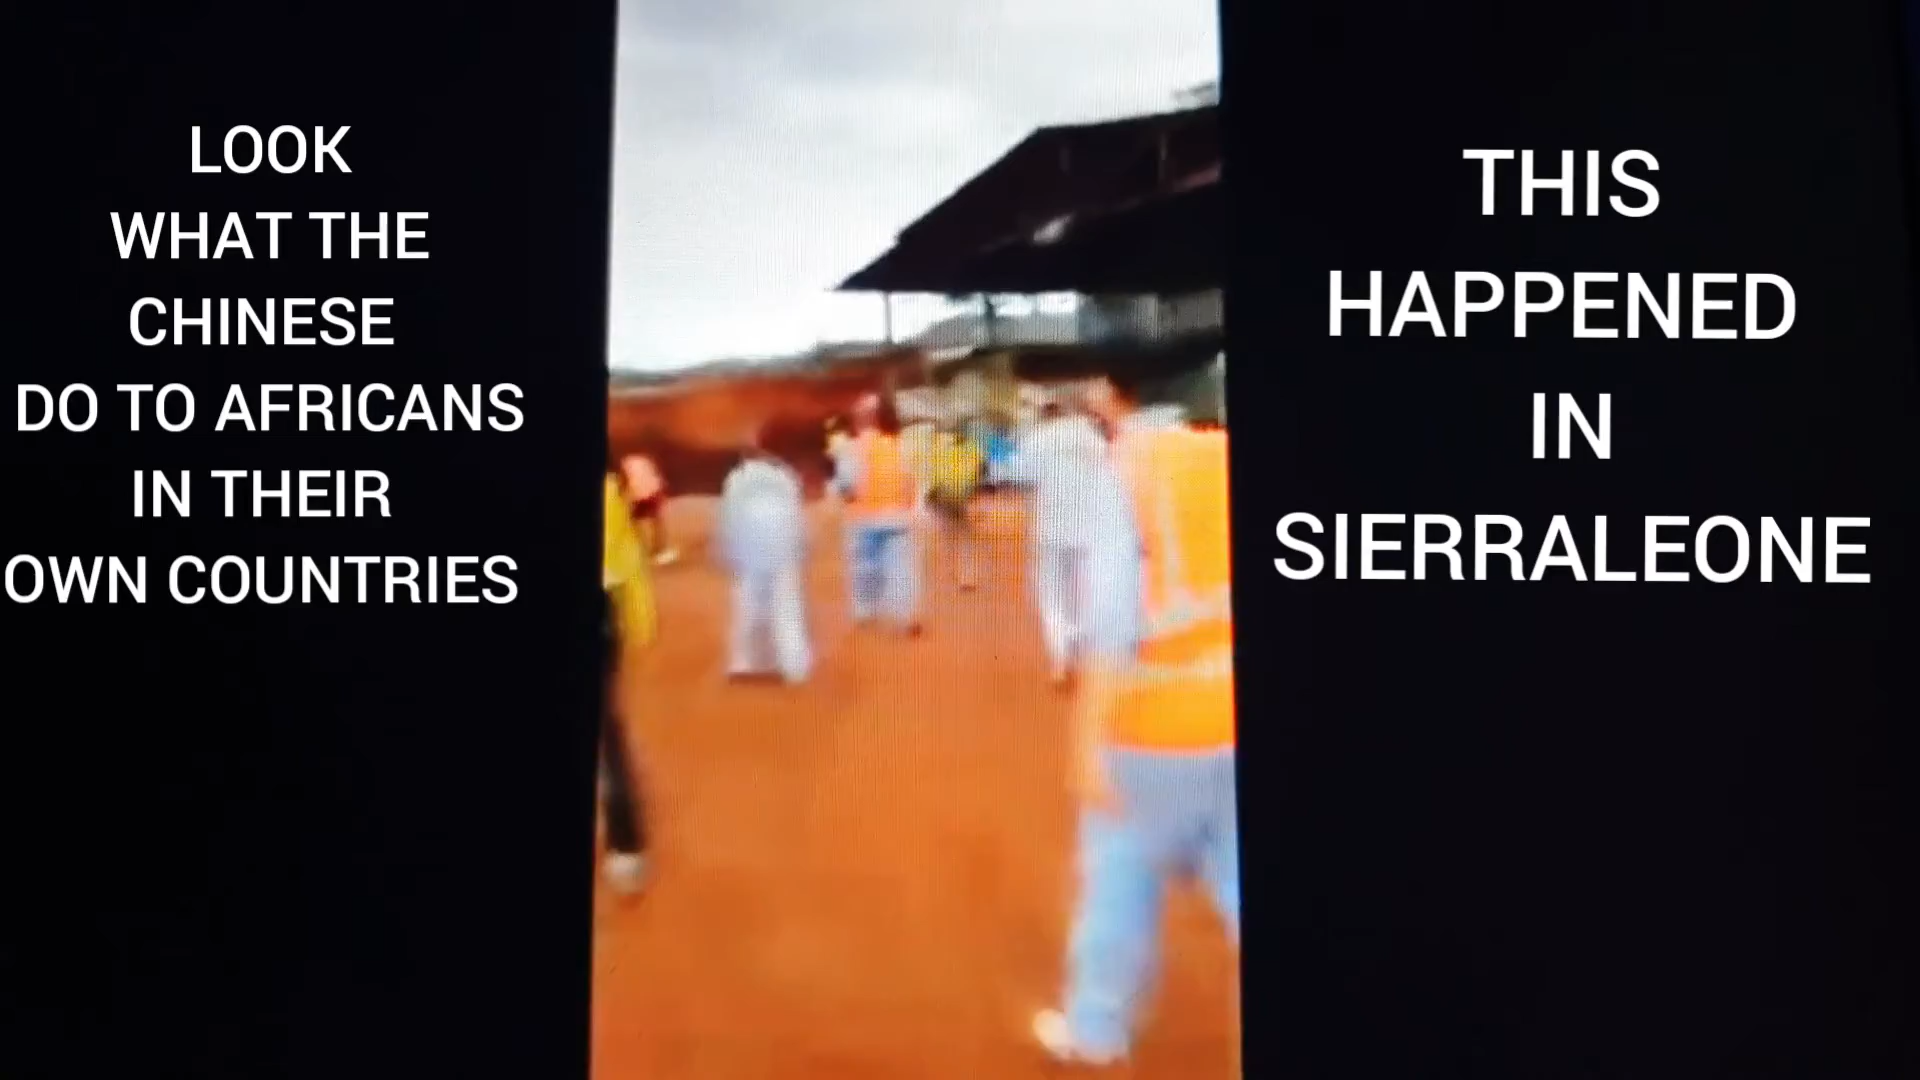 LOOK
WHAT THE
CHINESE
DO TO AFRICANS
IN THEIR
OWN COUNTRIES
THIS
HAPPENED
IN
SIERRALEONE